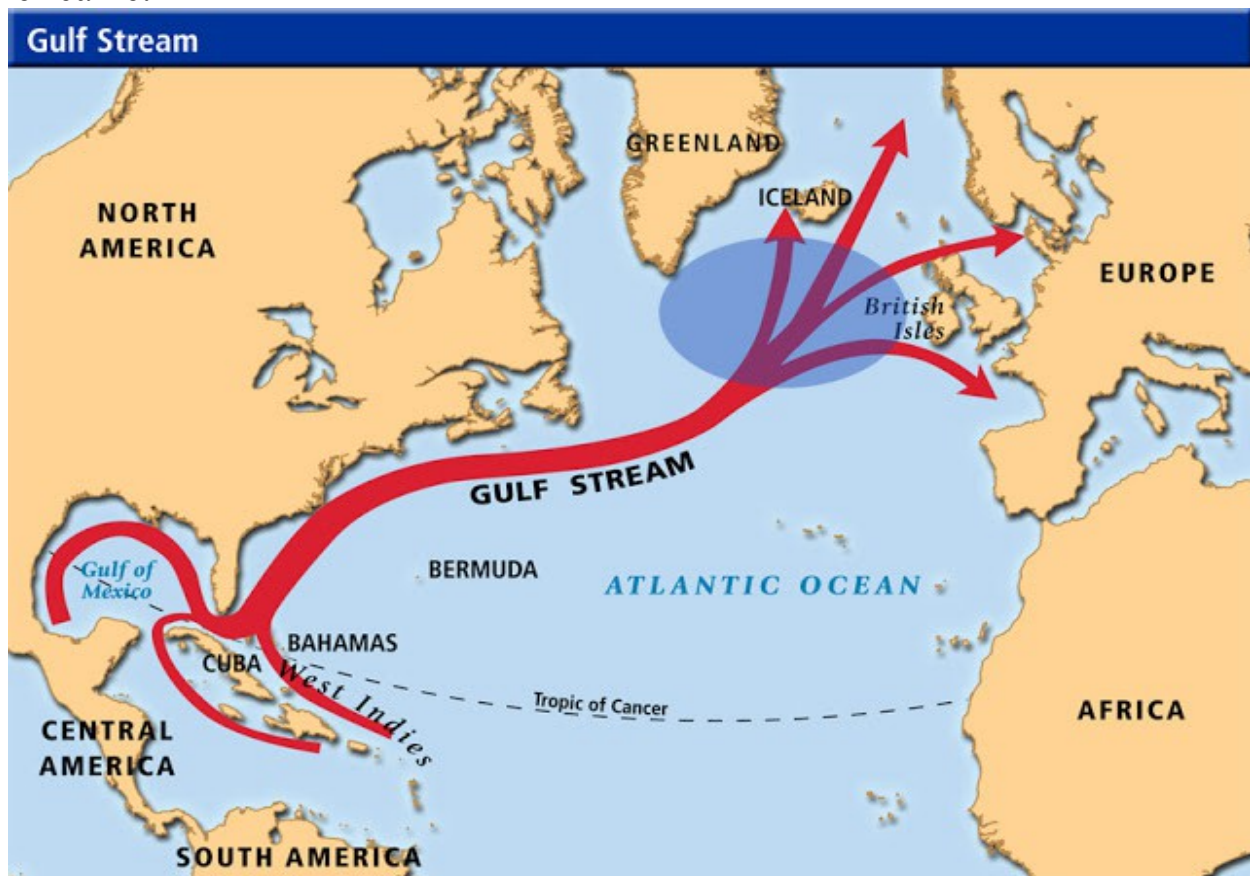 Gulf Stream
GREENLAND
ICELAND
NORTH
AMERICA
EUROPE
British
Isles
GULF STREAM
Gulf of
Mexico
BERMUDA
ATLANTIC OCEAN
BAHAMAS
CUBA
West Indies
Tropic of Cancer
AFRICA
CENTRAL
AMERICA
SOUTH AMERICA